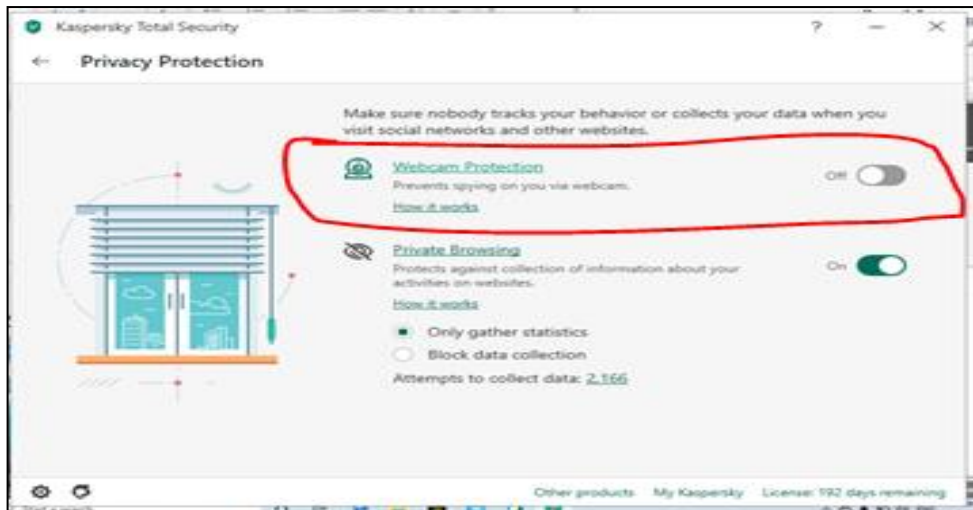 Kaspersky Total Security
?
Privacy Protection
Make sure nobody tracks your behavior or collects your data when you
visit social networks and other websites.
Webcam Protection
Off
Prevents spying on you via webcam.
How it works
Private Browsing
On
Protects against collection of information about your
activities on websites.
How it works
Only gather statistics
Block data collection
Attempts to collect data: 2,166
Other products My Kaspersky License: 192 days remaining